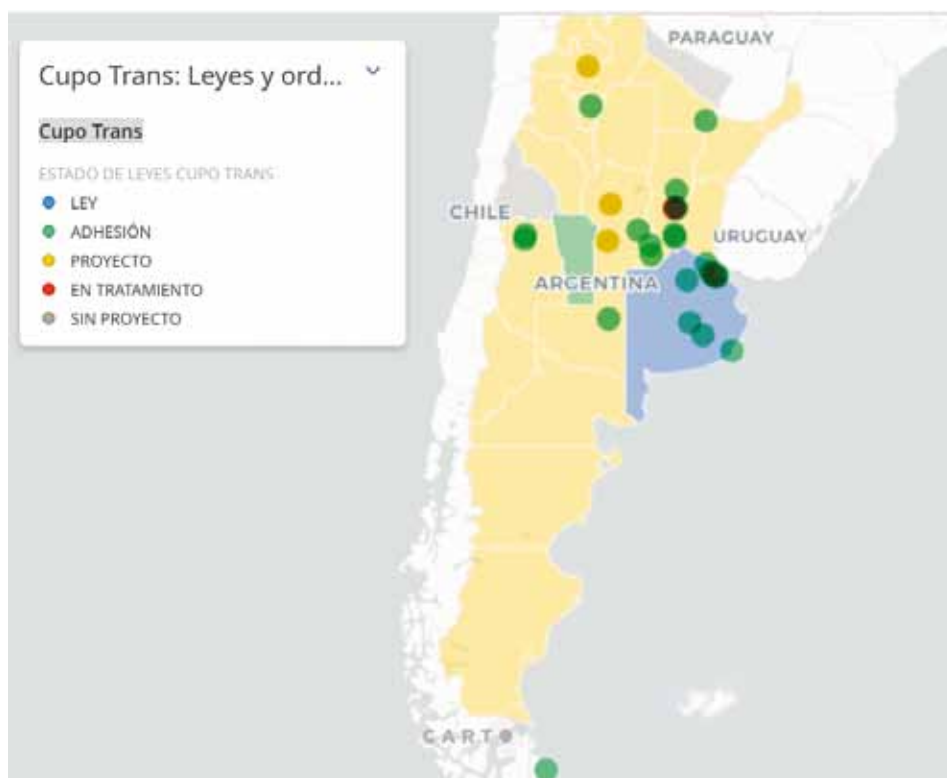 Cupo Trans: Leyes y ord...
Cupo Trans
ESTADO DE LEYES CUPO TRANS
LEY
ADHESIÓN
PROYECTO
EN TRATAMIENTO
SIN PROYECTO
PARAGUAY
CHILE
URUGUAY
ARGENTINA
CARTO